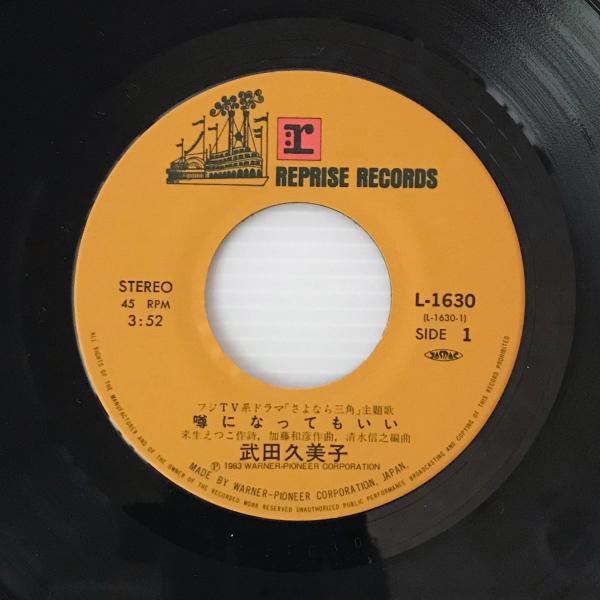 r
REPRISE RECORDS
STEREO
45 RPM
3:52
L-1630
(L-1630-1)
SIDE 1
JASRAC
フジTV系ドラマ「さよなら三角」主題歌
噂になってもいい
来生えつこ作詩, 加藤和彦作曲, 清水信之編曲
武田久美子
Ⓟ 1983 WARNER-PIONEER CORPORATION
MADE BY WARNER-PIONEER CORPORATION, JAPAN.
ALL RIGHTS OF THE MANUFACTURER AND OF THE OWNER OF THE RECORDED WORK RESERVED UNAUTHORIZED PUBLIC PERFORMANCE BROADCASTING AND COPYING OF THIS RECORD PROHIBITED